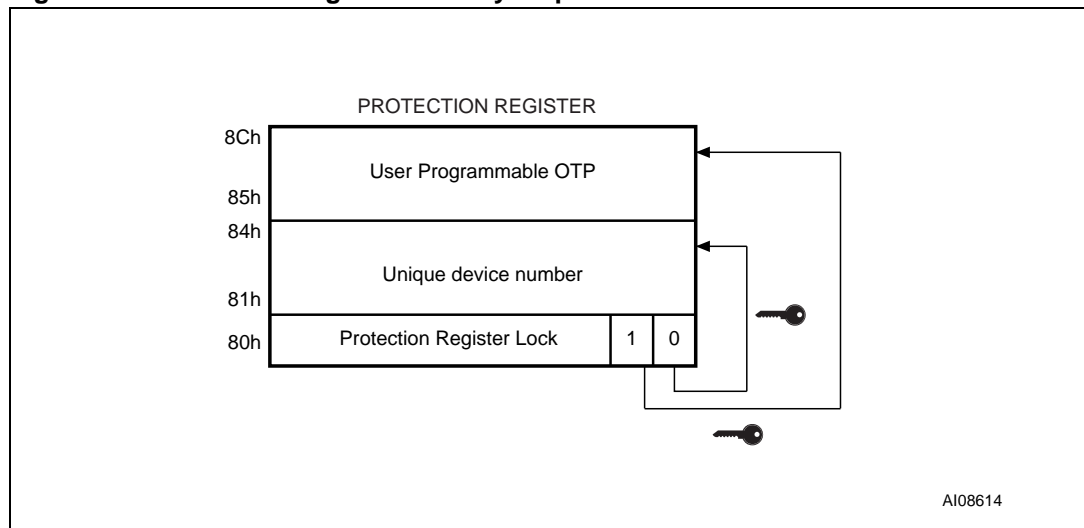 PROTECTION REGISTER
8Ch
User Programmable OTP
85h
84h
Unique device number
81h
80h Protection Register Lock 1 0
AI08614